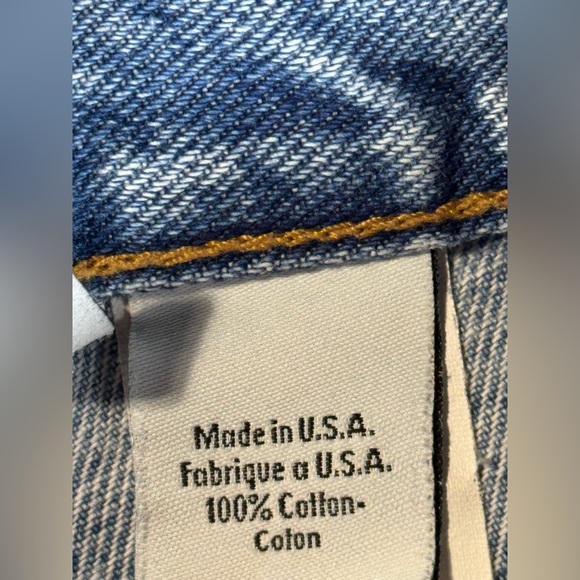 Made in U.S.A.
Fabrique a U.S.A.
100% Cotton-
Coton